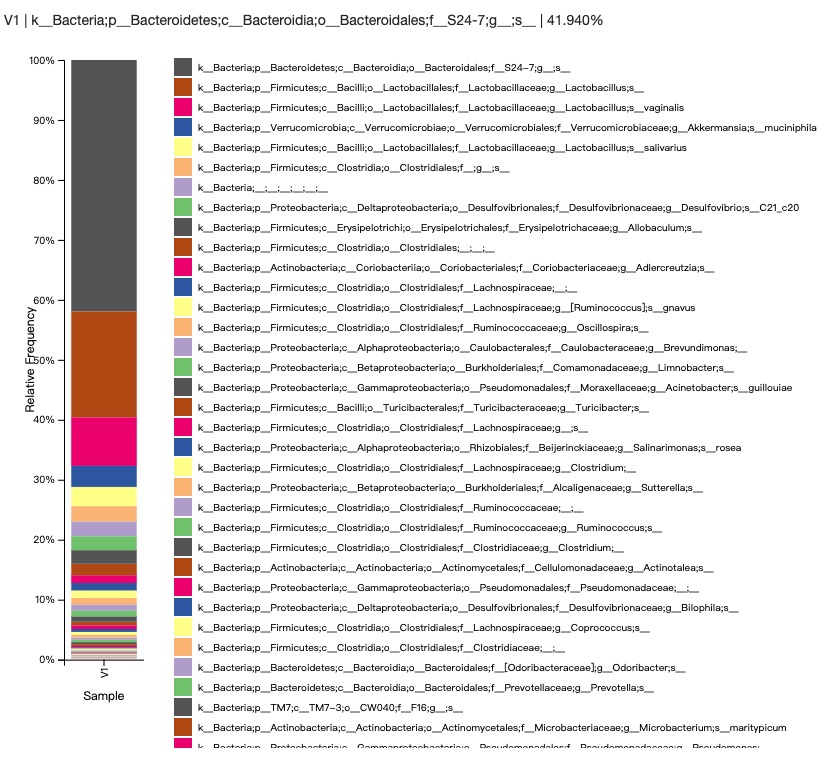 V1 | k__Bacteria;p__Bacteroidetes;c__Bacteroidia;o__Bacteroidales;f__S24-7;g__;s__ | 41.940%
100%
90%
80%
70%
60%
50%
40%
30%
20%
10%
0%
Relative Frequency
V1
Sample
k__Bacteria;p__Bacteroidetes;c__Bacteroidia;o__Bacteroidales;f__S24-7;g__;s__
k__Bacteria;p__Firmicutes;c__Bacilli;o__Lactobacillales;f__Lactobacillaceae;g__Lactobacillus;s__
k__Bacteria;p__Firmicutes;c__Bacilli;o__Lactobacillales;f__Lactobacillaceae;g__Lactobacillus;s__vaginalis
k__Bacteria;p__Verrucomicrobia;c__Verrucomicrobiae;o__Verrucomicrobiales;f__Verrucomicrobiaceae;g__Akkermansia;s__muciniphila
k__Bacteria;p__Firmicutes;c__Bacilli;o__Lactobacillales;f__Lactobacillaceae;g__Lactobacillus;s__salivarius
k__Bacteria;p__Firmicutes;c__Clostridia;o__Clostridiales;f__;g__;s__
k__Bacteria;__;__;__;__;__;__
k__Bacteria;p__Proteobacteria;c__Deltaproteobacteria;o__Desulfovibrionales;f__Desulfovibrionaceae;g__Desulfovibrio;s__C21_c20
k__Bacteria;p__Firmicutes;c__Erysipelotrichi;o__Erysipelotrichales;f__Erysipelotrichaceae;g__Allobaculum;s__
k__Bacteria;p__Firmicutes;c__Clostridia;o__Clostridiales;__;__;__
k__Bacteria;p__Actinobacteria;c__Coriobacteriia;o__Coriobacteriales;f__Coriobacteriaceae;g__Adlercreutzia;s__
k__Bacteria;p__Firmicutes;c__Clostridia;o__Clostridiales;f__Lachnospiraceae;__;__
k__Bacteria;p__Firmicutes;c__Clostridia;o__Clostridiales;f__Lachnospiraceae;g__[Ruminococcus];s__gnavus
k__Bacteria;p__Firmicutes;c__Clostridia;o__Clostridiales;f__Ruminococcaceae;g__Oscillospira;s__
k__Bacteria;p__Proteobacteria;c__Alphaproteobacteria;o__Caulobacterales;f__Caulobacteraceae;g__Brevundimonas;__
k__Bacteria;p__Proteobacteria;c__Betaproteobacteria;o__Burkholderiales;f__Comamonadaceae;g__Limnobacter;s__
k__Bacteria;p__Proteobacteria;c__Gammaproteobacteria;o__Pseudomonadales;f__Moraxellaceae;g__Acinetobacter;s__guillouiae
k__Bacteria;p__Firmicutes;c__Bacilli;o__Turicibacterales;f__Turicibacteraceae;g__Turicibacter;s__
k__Bacteria;p__Firmicutes;c__Clostridia;o__Clostridiales;f__Lachnospiraceae;g__;s__
k__Bacteria;p__Proteobacteria;c__Alphaproteobacteria;o__Rhizobiales;f__Beijerinckiaceae;g__Salinarimonas;s__rosea
k__Bacteria;p__Firmicutes;c__Clostridia;o__Clostridiales;f__Lachnospiraceae;g__Clostridium;__
k__Bacteria;p__Proteobacteria;c__Betaproteobacteria;o__Burkholderiales;f__Alcaligenaceae;g__Sutterella;s__
k__Bacteria;p__Firmicutes;c__Clostridia;o__Clostridiales;f__Ruminococcaceae;__;__
k__Bacteria;p__Firmicutes;c__Clostridia;o__Clostridiales;f__Ruminococcaceae;g__Ruminococcus;s__
k__Bacteria;p__Firmicutes;c__Clostridia;o__Clostridiales;f__Clostridiaceae;g__Clostridium;__
k__Bacteria;p__Actinobacteria;c__Actinobacteria;o__Actinomycetales;f__Cellulomonadaceae;g__Actinotalea;s__
k__Bacteria;p__Proteobacteria;c__Gammaproteobacteria;o__Pseudomonadales;f__Pseudomonadaceae;__;__
k__Bacteria;p__Proteobacteria;c__Deltaproteobacteria;o__Desulfovibrionales;f__Desulfovibrionaceae;g__Bilophila;s__
k__Bacteria;p__Firmicutes;c__Clostridia;o__Clostridiales;f__Lachnospiraceae;g__Coprococcus;s__
k__Bacteria;p__Firmicutes;c__Clostridia;o__Clostridiales;f__Clostridiaceae;__;__
k__Bacteria;p__Bacteroidetes;c__Bacteroidia;o__Bacteroidales;f__[Odoribacteraceae];g__Odoribacter;s__
k__Bacteria;p__Bacteroidetes;c__Bacteroidia;o__Bacteroidales;f__Prevotellaceae;g__Prevotella;s__
k__Bacteria;p__TM7;c__TM7-3;o__CW040;f__F16;g__;s__
k__Bacteria;p__Actinobacteria;c__Actinobacteria;o__Actinomycetales;f__Microbacteriaceae;g__Microbacterium;s__maritypicum
k__Bacteria;p__Proteobacteria;c__Gammaproteobacteria;o__Pseudomonadales;f__Pseudomonadaceae;g__Pseudomonas;